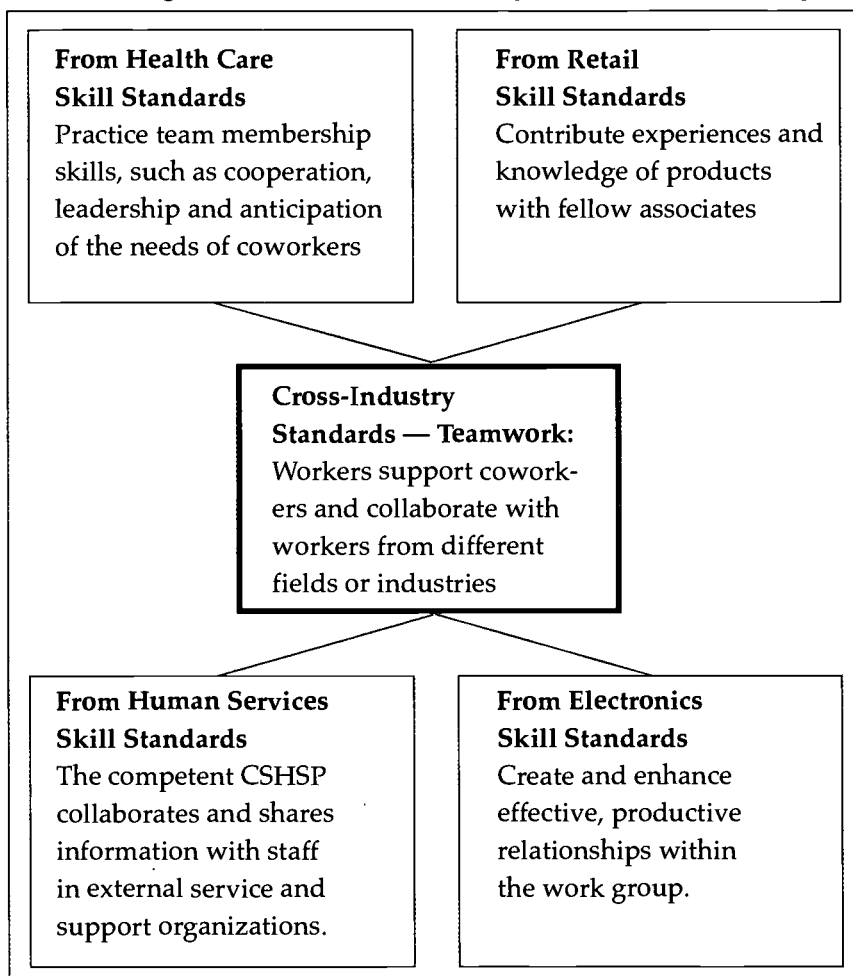 From Health Care
Skill Standards
Practice team membership
skills, such as cooperation,
leadership and anticipation
of the needs of coworkers
From Retail
Skill Standards
Contribute experiences and
knowledge of products
with fellow associates
Cross-Industry
Standards — Teamwork:
Workers support cowork-
ers and collaborate with
workers from different
fields or industries
From Human Services
Skill Standards
The competent CSHSP
collaborates and shares
information with staff
in external service and
support organizations.
From Electronics
Skill Standards
Create and enhance
effective, productive
relationships within
the work group.